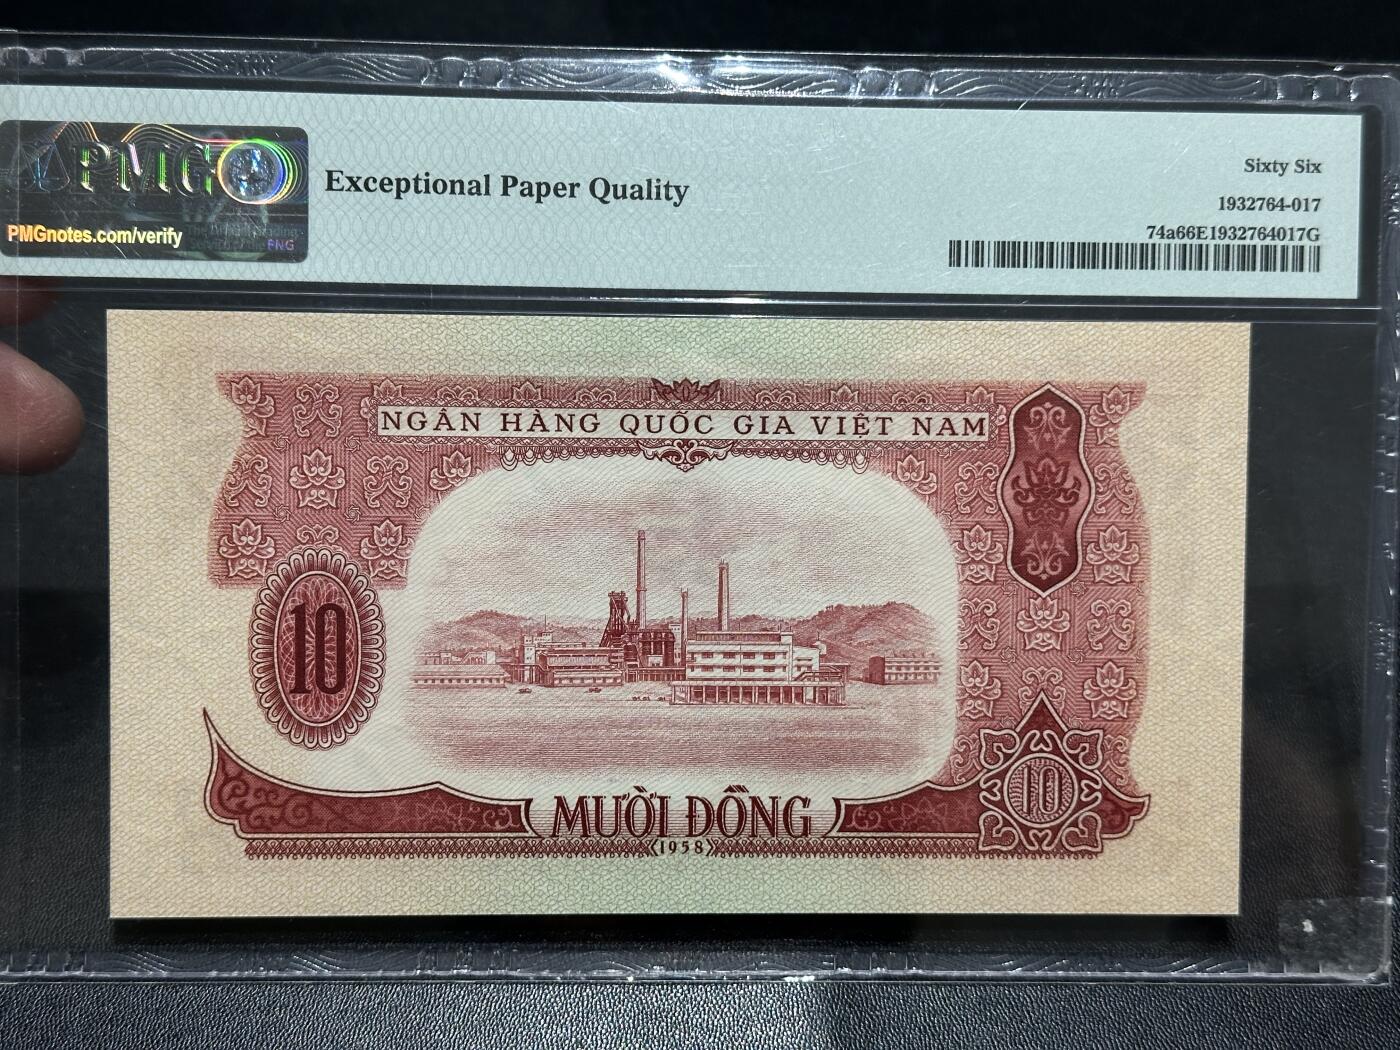 PMG
PMGnotes.com/verify
PNG
Exceptional Paper Quality
Sixty Six
1932764-017
74a66E1932764017G
NGÂN HÀNG QUỐC GIA VIỆT NAM
10
10
MƯỜI ĐỒNG
1958